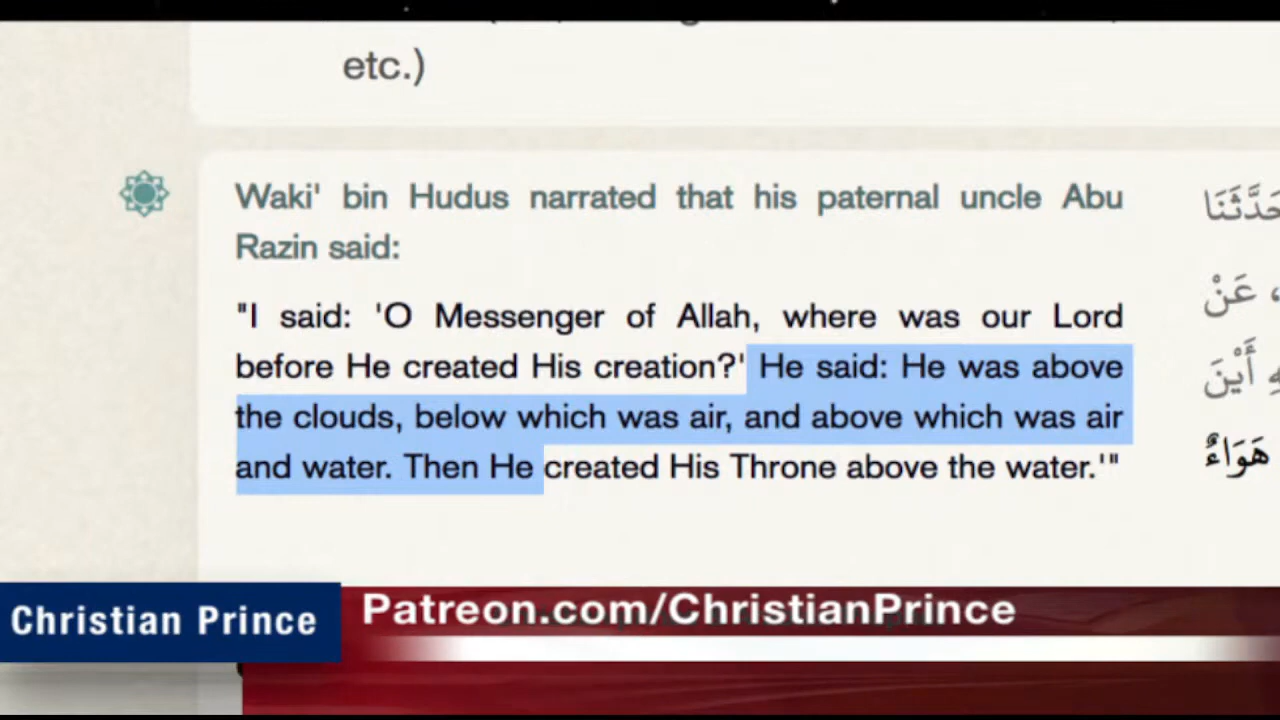 etc.)
Waki' bin Hudus narrated that his paternal uncle Abu
Razin said:
"I said: 'O Messenger of Allah, where was our Lord
before He created His creation?' He said: He was above
the clouds, below which was air, and above which was air
and water. Then He created His Throne above the water.'"
حَدَّثَنَا
، عَنْ
أَيْنَ
هَوَاءٌ
Christian Prince
Patreon.com/ChristianPrince